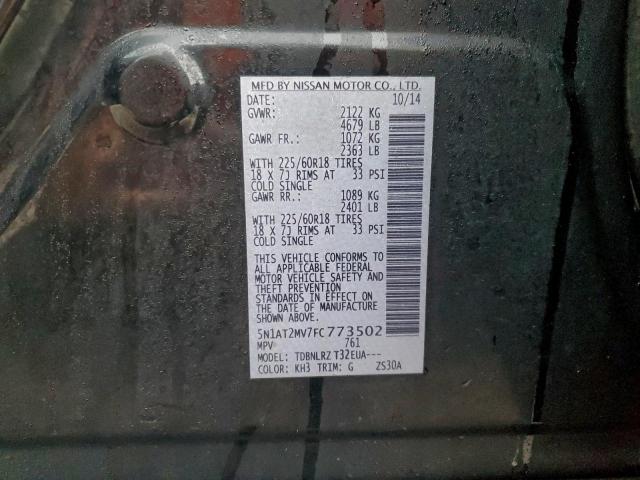 MFD BY NISSAN MOTOR CO., LTD.
DATE: 10/14
GVWR: 2122 KG
4679 LB
GAWR FR.: 1072 KG
2363 LB
WITH 225/60R18 TIRES
18 X 7J RIMS AT 33 PSI
COLD SINGLE
GAWR RR.: 1089 KG
2401 LB
WITH 225/60R18 TIRES
18 X 7J RIMS AT 33 PSI
COLD SINGLE
THIS VEHICLE CONFORMS TO
ALL APPLICABLE FEDERAL
MOTOR VEHICLE SAFETY AND
THEFT PREVENTION
STANDARDS IN EFFECT ON THE
DATE OF MANUFACTURE
SHOWN ABOVE.
5N1AT2MV7FC773502
MPV 761
MODEL: TDBNLRZ T32EUA---
COLOR: KH3 TRIM: G ZS30A